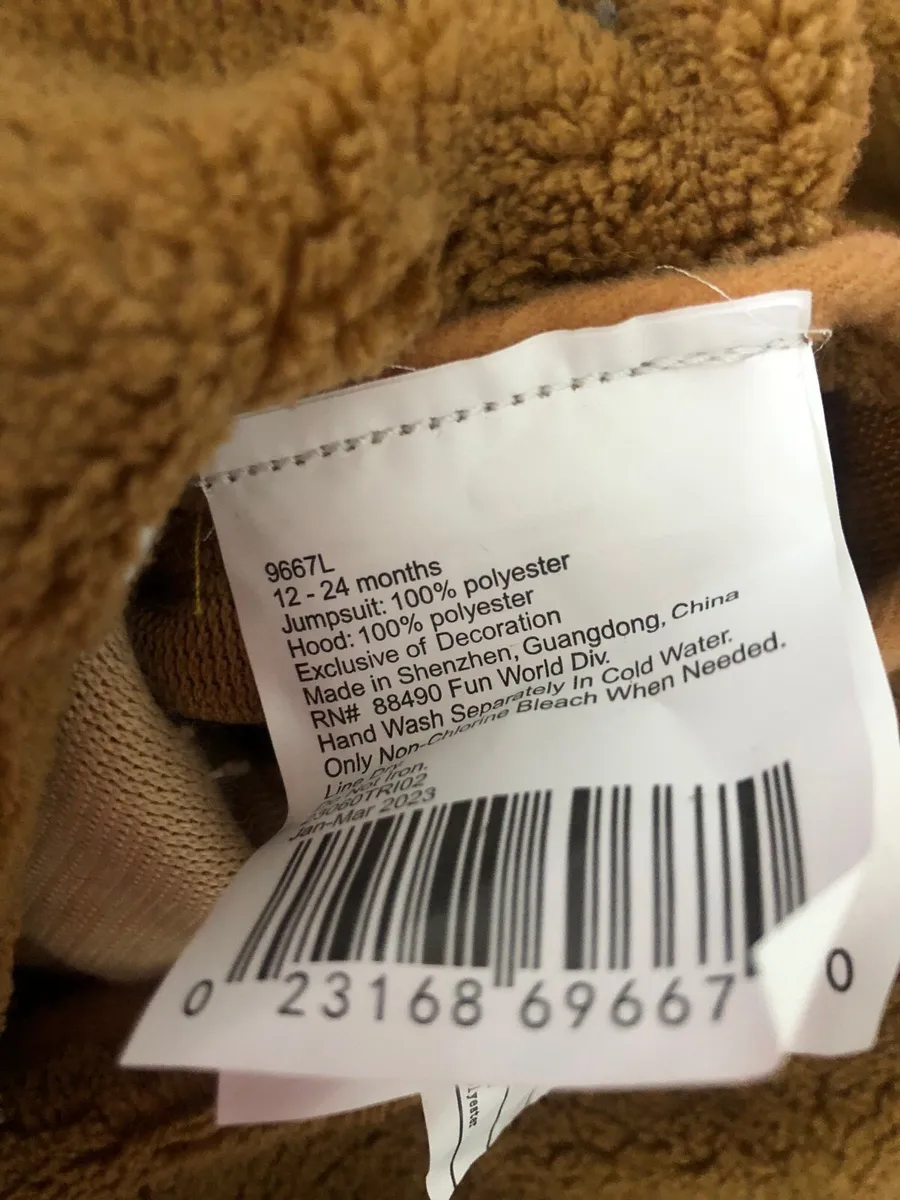 9667L
12 - 24 months
Jumpsuit: 100% polyester
Hood: 100% polyester
Exclusive of Decoration
Made in Shenzhen, Guangdong, China
RN# 88490 Fun World Div.
Hand Wash Separately In Cold Water.
Only Non-Chlorine Bleach When Needed.
Line Dry.
Iron.
23060TRI02
Jan-Mar 2023
0 23168 69667 0